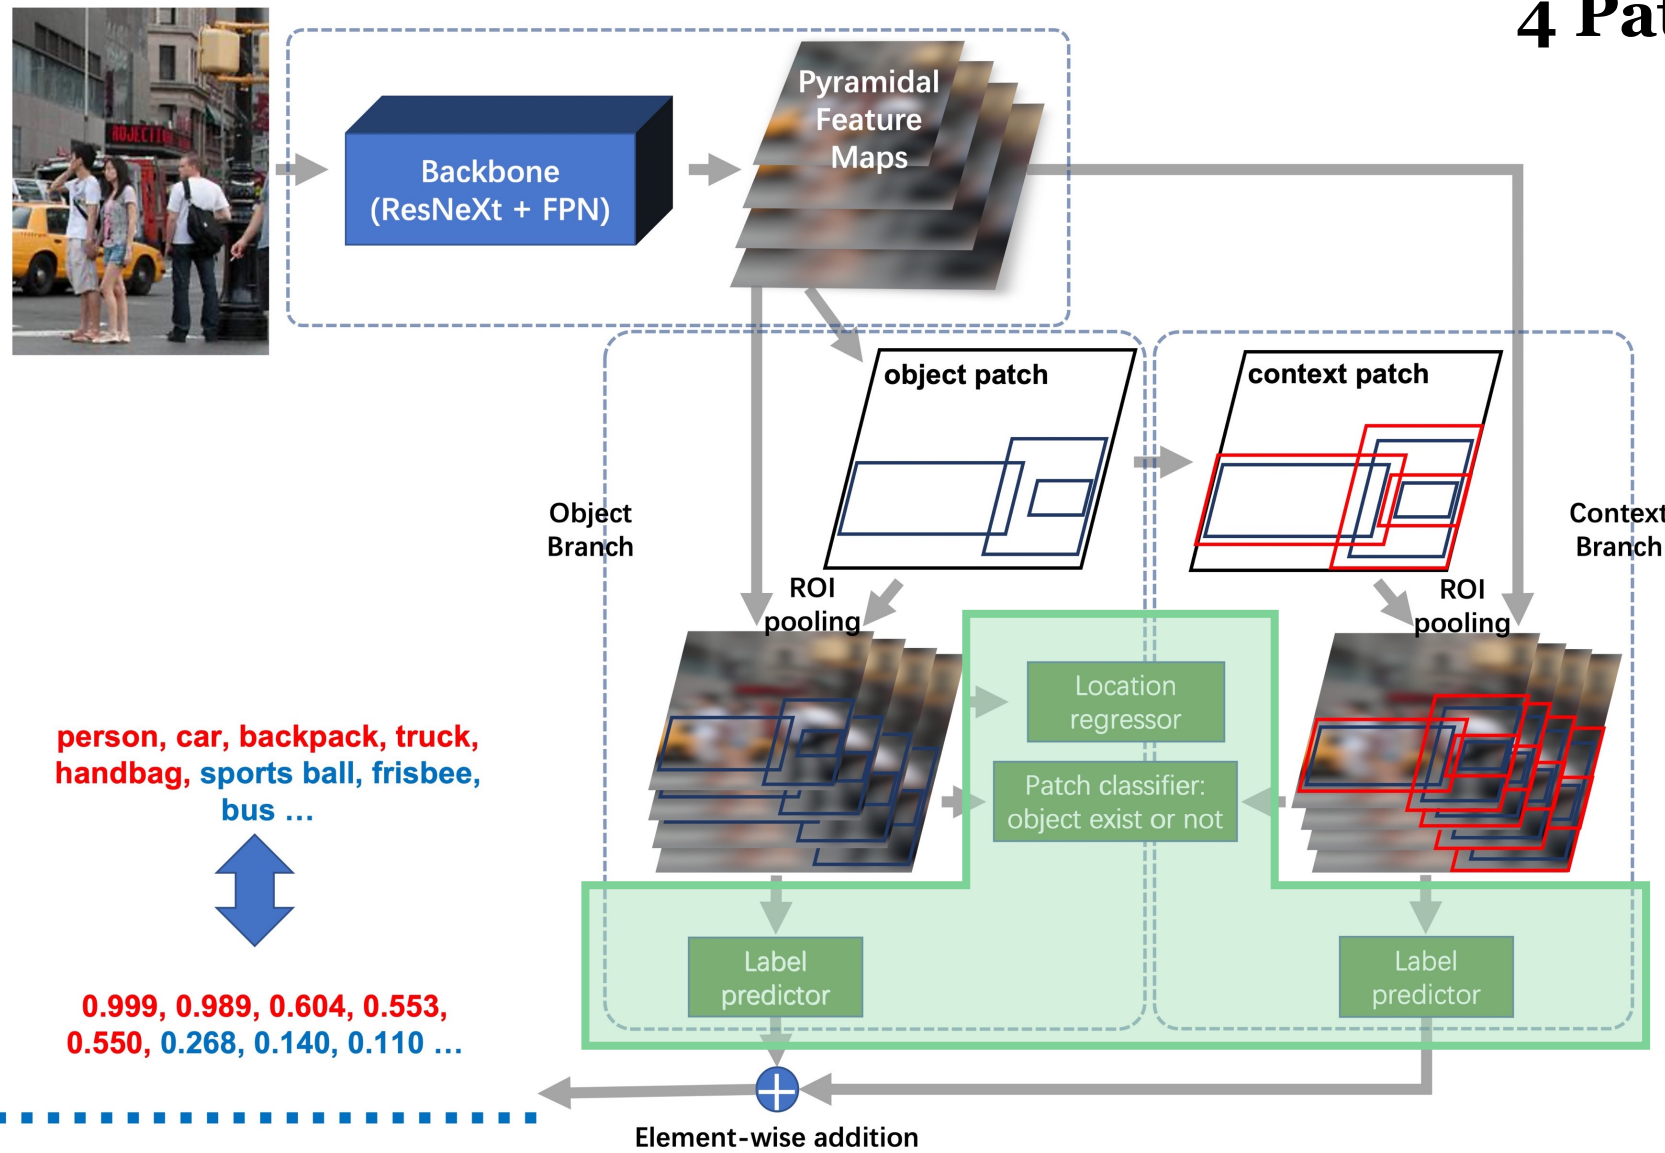 4 Pat
ROJECTI
Pyramidal
Feature
Maps
Backbone
(ResNeXt + FPN)
object patch
context patch
Object
Branch
Context
Branch
ROI
pooling
ROI
pooling
Location
regressor
Patch classifier:
object exist or not
person, car, backpack, truck,
handbag, sports ball, frisbee,
bus ...
Label
predictor
Label
predictor
0.999, 0.989, 0.604, 0.553,
0.550, 0.268, 0.140, 0.110 ...
Element-wise addition